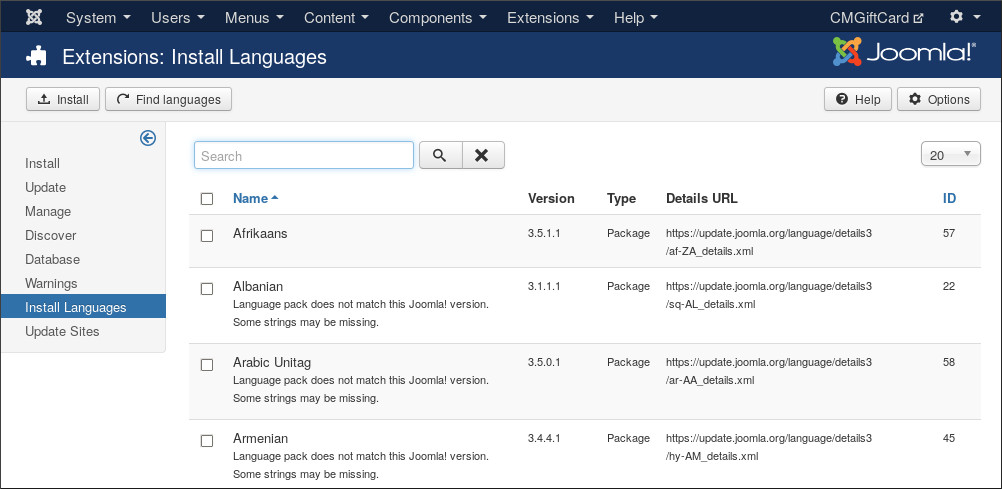 System Users Menus Content Components Extensions Help CMGiftCard
Extensions: Install Languages Joomla!®
Install Find languages Help Options
Install
Update
Manage
Discover
Database
Warnings
Install Languages
Update Sites
Search 20
Name Version Type Details URL ID
Afrikaans 3.5.1.1 Package https://update.joomla.org/language/details3 57
/af-ZA_details.xml
Albanian 3.1.1.1 Package https://update.joomla.org/language/details3 22
Language pack does not match this Joomla! version. /sq-AL_details.xml
Some strings may be missing.
Arabic Unitag 3.5.0.1 Package https://update.joomla.org/language/details3 58
Language pack does not match this Joomla! version. /ar-AA_details.xml
Some strings may be missing.
Armenian 3.4.4.1 Package https://update.joomla.org/language/details3 45
Language pack does not match this Joomla! version. /hy-AM_details.xml
Some strings may be missing.